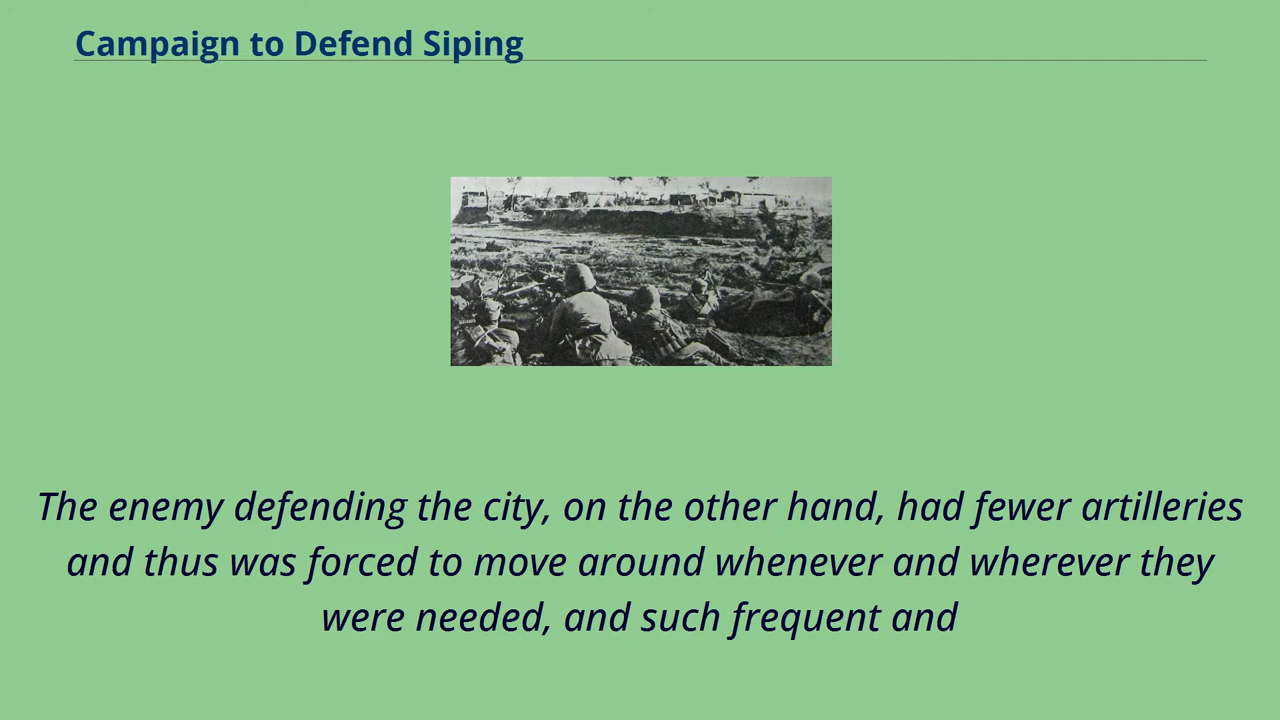 Campaign to Defend Siping
The enemy defending the city, on the other hand, had fewer artilleries
and thus was forced to move around whenever and wherever they
were needed, and such frequent and